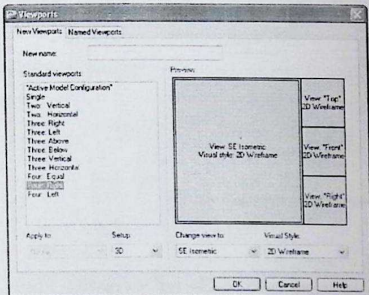 Viewports
New Viewports Named Viewports
New name:
Standard viewports
Preview
*Active Model Configuration*
Single
Two: Vertical
Two: Horizontal
Three: Right
Three: Left
Three: Above
Three: Below
Three: Vertical
Three: Horizontal
Four: Equal
Four: Right
Four: Left
View: SE Isometric
Visual style: 2D Wireframe
View: "Top"
2D Wireframe
View: "Front"
2D Wireframe
View: "Right"
2D Wireframe
Apply to:
Setup:
3D
Change view to:
SE Isometric
Visual Style:
2D Wireframe
OK
Cancel
Help